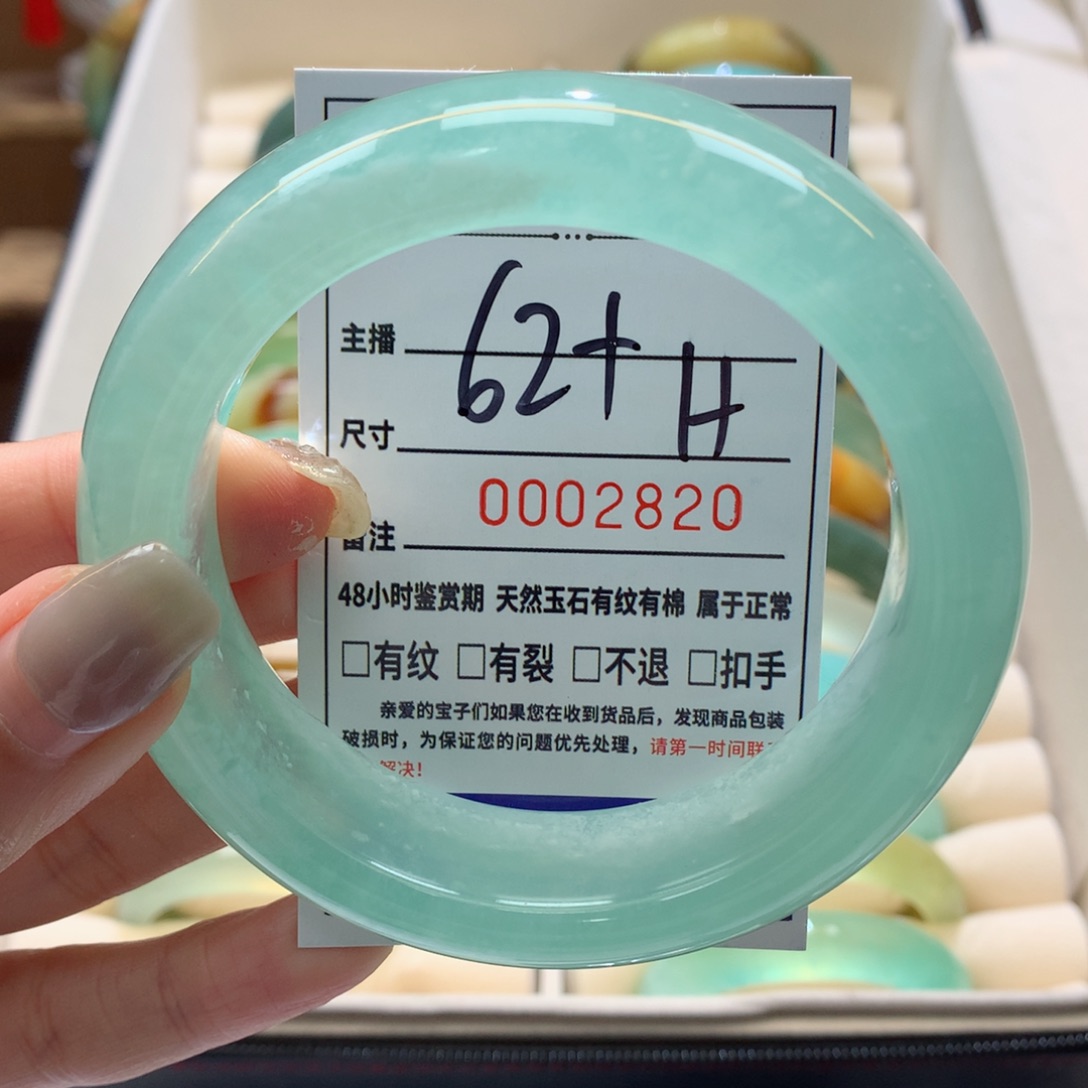 主播 62+
尺寸 H
0002820
备注
48小时鉴赏期 天然玉石有纹有棉 属于正常
□有纹 □有裂 □不退 □扣手
亲爱的宝子们如果您在收到货品后，发现商品包装
破损时，为保证您的问题优先处理，请第一时间联
解决！